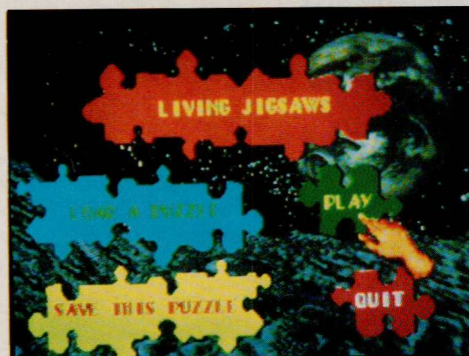 LIVING JIGSAWS
LOAD A PUZZLE
PLAY
SAVE THIS PUZZLE
QUIT